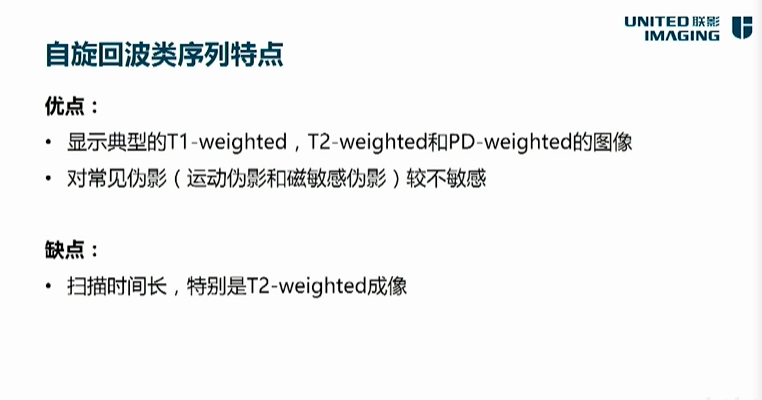 UNITED 联影
IMAGING
自旋回波类序列特点
优点：
• 显示典型的T1-weighted，T2-weighted和PD-weighted的图像
• 对常见伪影（运动伪影和磁敏感伪影）较不敏感
缺点：
• 扫描时间长，特别是T2-weighted成像